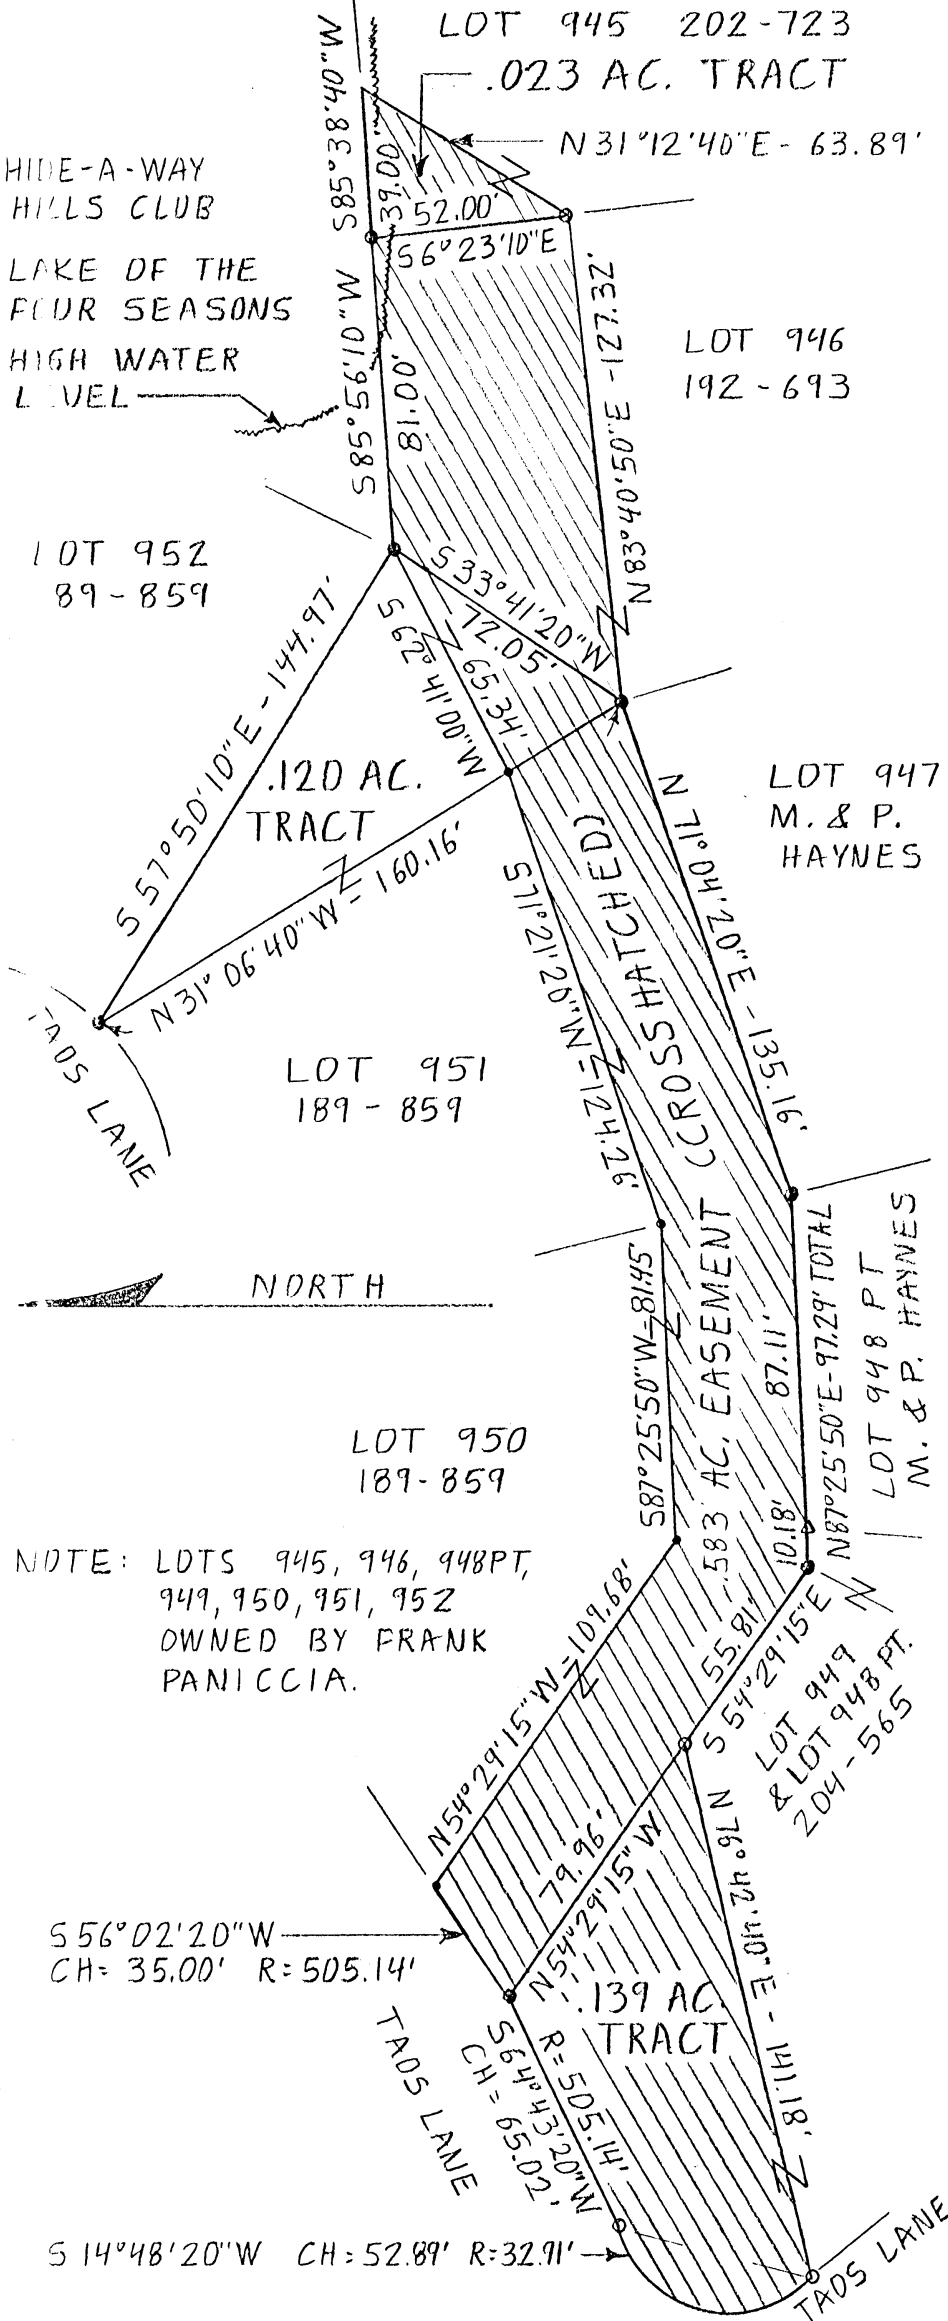 LOT 945 202-723
.023 AC. TRACT
S85°38'40"W
39.00'
N31°12'40"E - 63.89'
HIDE-A-WAY
HILLS CLUB
52.00'
S6°23'10"E
LAKE OF THE
FOUR SEASONS
HIGH WATER
LEVEL
S85°56'10"W
81.00'
N83°40'50"E - 127.32'
LOT 946
192-693
LOT 952
89-859
S33°41'20"W
72.05'
S62°41'00"W
65.34'
S57°50'10"E - 144.97'
.120 AC.
TRACT
N31°06'40"W - 160.16'
LOT 947
M. & P.
HAYNES
N71°04'20"E - 135.16'
S71°21'20"W - 124.26'
TAOS LANE
LOT 951
189-859
.583 AC. EASEMENT (CROSS HATCHED)
NORTH
S87°25'50"W - 81.45'
87.11'
10.18'
N87°25'50"E - 97.29' TOTAL
LOT 948 PT
M. & P. HAYNES
LOT 950
189-859
NOTE: LOTS 945, 946, 948PT,
949, 950, 951, 952
OWNED BY FRANK
PANICCIA.
N54°29'15"W - 109.68'
55.81'
S54°29'15"E
LOT 949
& LOT 948 PT.
204-565
79.96'
N54°29'15"W
N76°42'40"E - 141.18'
S56°02'20"W
CH= 35.00' R=505.14'
.139 AC.
TRACT
TAOS LANE
R=505.14'
S64°43'20"W
CH= 65.02'
S14°48'20"W CH=52.89' R=32.91'
TAOS LANE